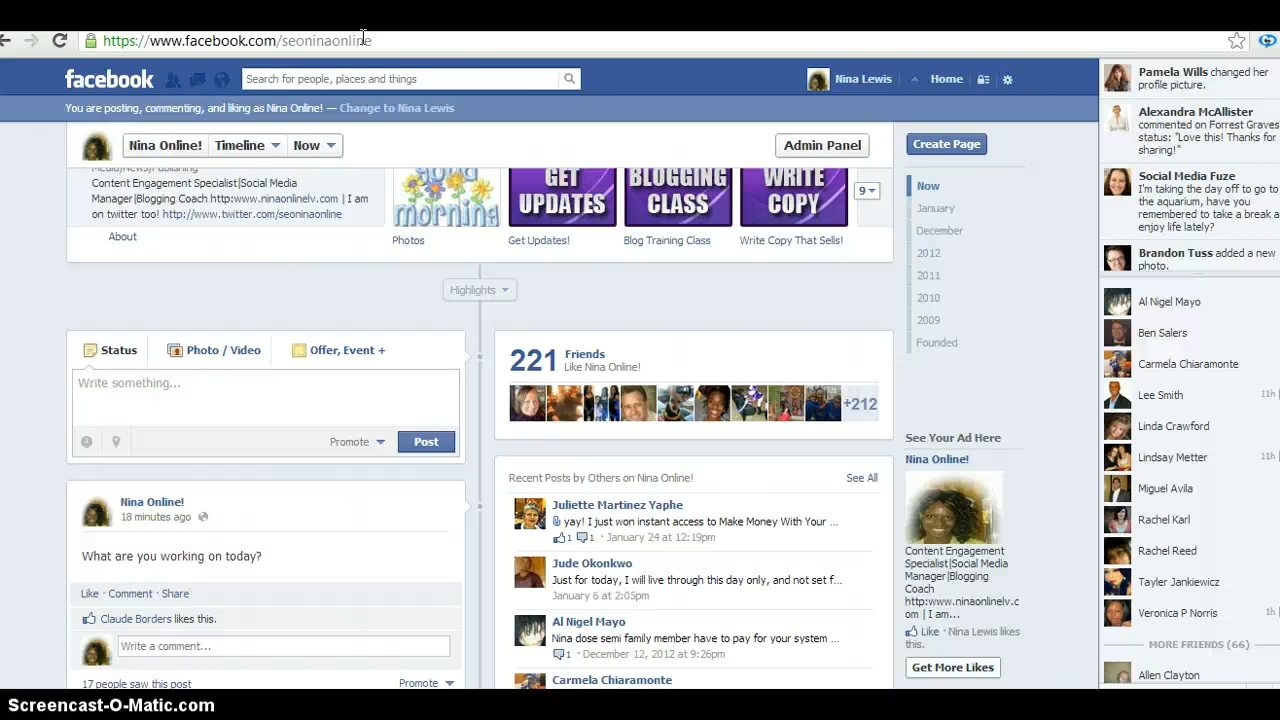 https://www.facebook.com/seoninaonline
facebook
Search for people, places and things
Nina Lewis
Home
You are posting, commenting, and liking as Nina Online! — Change to Nina Lewis
Nina Online!
Timeline
Now
Admin Panel
Create Page
Media|News|Publishing
Content Engagement Specialist|Social Media
Manager|Blogging Coach http:www.ninaonlinelv.com | I am
on twitter too! http://www.twitter.com/seoninaonline
About
good
morning
Photos
GET
UPDATES
Get Updates!
BLOGGING
CLASS
Blog Training Class
WRITE
COPY
Write Copy That Sells!
9
Now
January
December
2012
2011
2010
2009
Founded
Highlights
Status
Photo / Video
Offer, Event +
Write something...
Promote
Post
221
Friends
Like Nina Online!
+212
Nina Online!
18 minutes ago
What are you working on today?
Like · Comment · Share
Claude Borders likes this.
Write a comment...
17 people saw this post
Promote
Recent Posts by Others on Nina Online!
See All
Juliette Martinez Yaphe
yay! I just won instant access to Make Money With Your ...
1 1 · January 24 at 12:19pm
Jude Okonkwo
Just for today, I will live through this day only, and not set f...
January 6 at 2:05pm
Al Nigel Mayo
Nina dose semi family member have to pay for your system ...
1 · December 12, 2012 at 9:26pm
Carmela Chiaramonte
See Your Ad Here
Nina Online!
Content Engagement
Specialist|Social Media
Manager|Blogging
Coach
http:www.ninaonlinelv.c
om | I am...
Like · Nina Lewis likes
this.
Get More Likes
Pamela Wills changed her
profile picture.
Alexandra McAllister
commented on Forrest Graves
status: "Love this! Thanks for
sharing!"
Social Media Fuze
I'm taking the day off to go to
the aquarium, have you
remembered to take a break a
enjoy life lately?
Brandon Tuss added a new
photo.
Al Nigel Mayo
Ben Salers
Carmela Chiaramonte
Lee Smith 11h
Linda Crawford
Lindsay Metter 11h
Miguel Avila
Rachel Karl
Rachel Reed
Tayler Jankiewicz
Veronica P Norris 1h
MORE FRIENDS (66)
Allen Clayton
Screencast-O-Matic.com